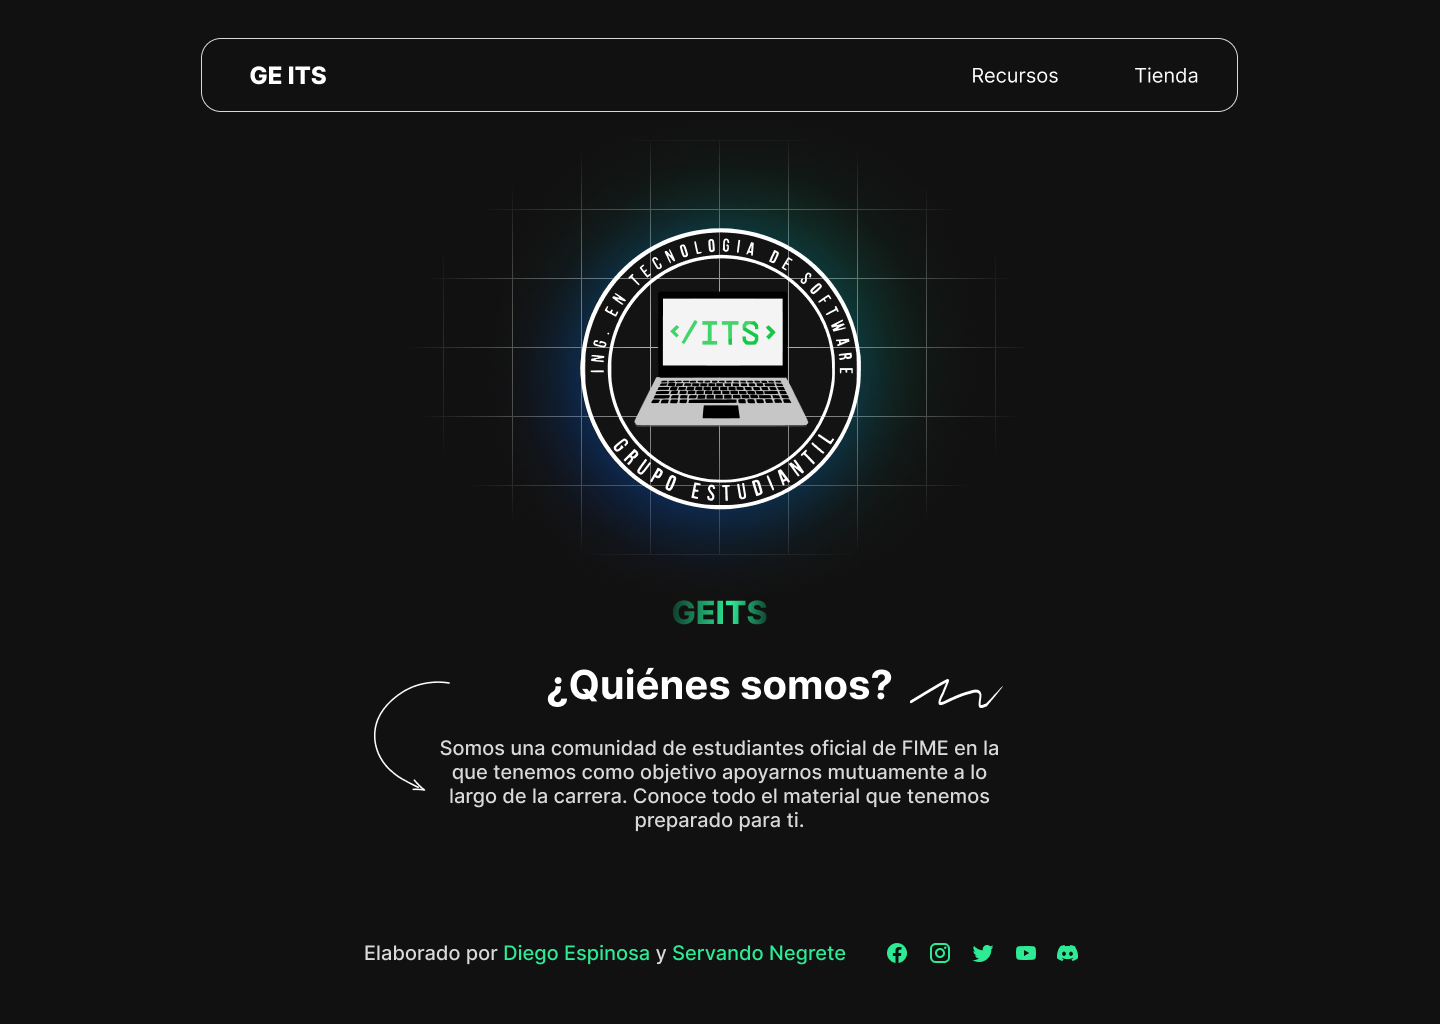 GE ITS
Recursos
Tienda
ING. EN TECNOLOGIA DE SOFTWARE
</ITS>
GRUPO ESTUDIANTIL
GEITS
¿Quiénes somos?
Somos una comunidad de estudiantes oficial de FIME en la
que tenemos como objetivo apoyarnos mutuamente a lo
largo de la carrera. Conoce todo el material que tenemos
preparado para ti.
Elaborado por Diego Espinosa y Servando Negrete